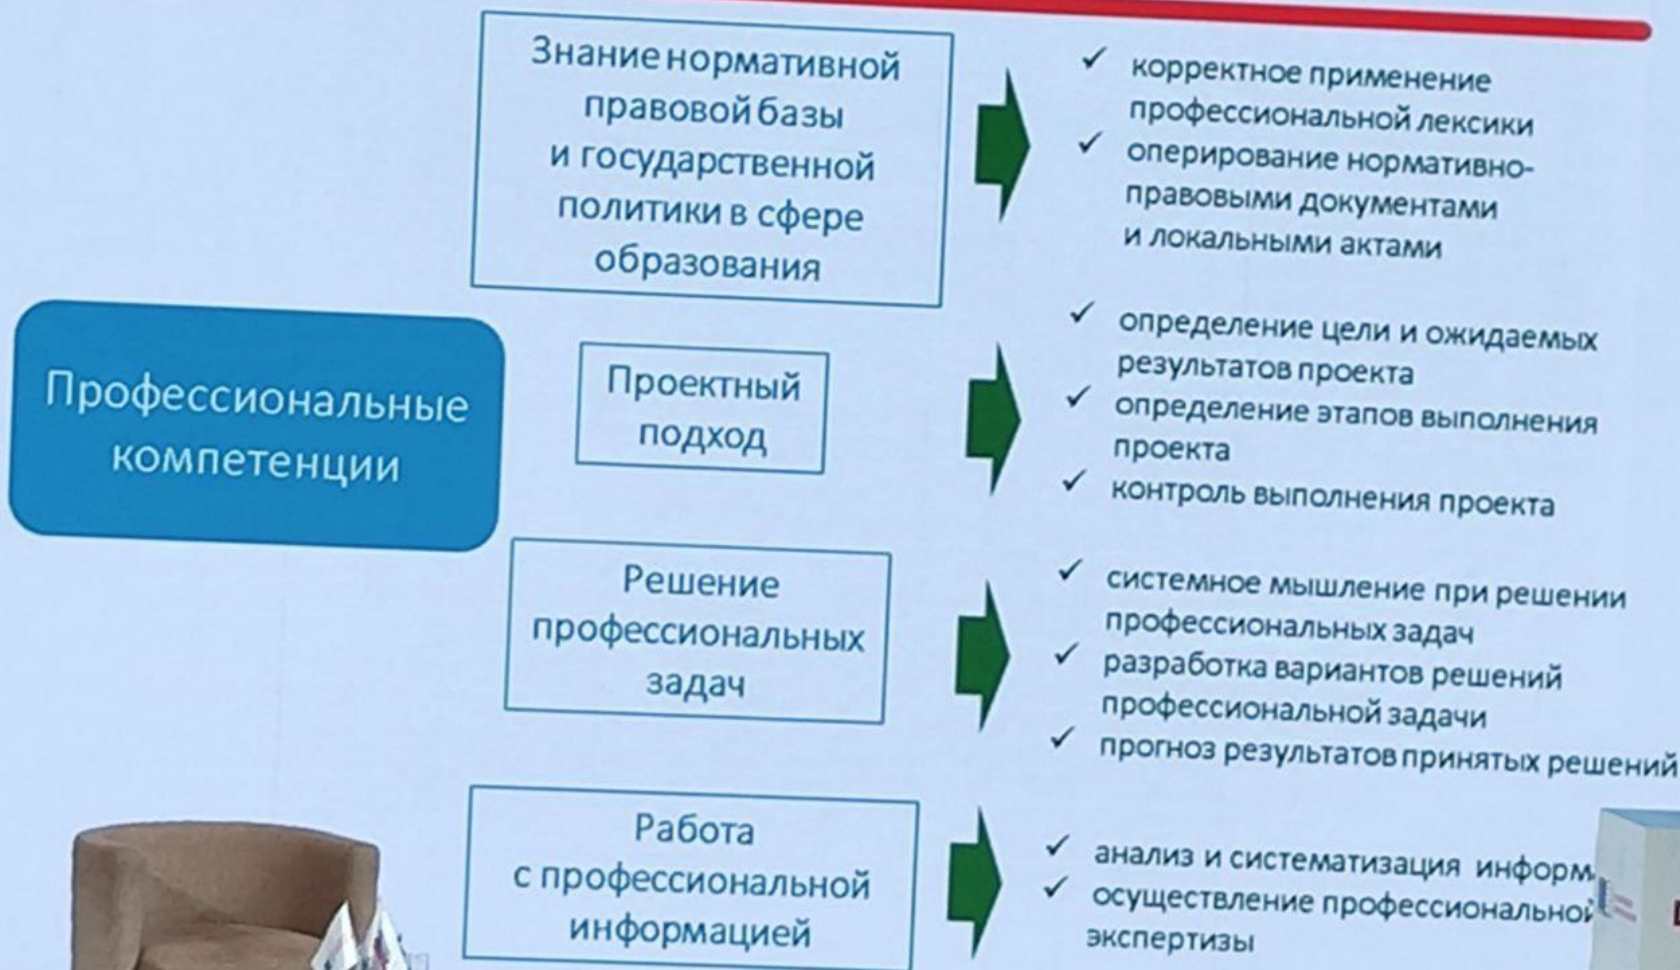 Знание нормативной
правовой базы
и государственной
политики в сфере
образования
корректное применение
профессиональной лексики
оперирование нормативно-
правовыми документами
и локальными актами
Профессиональные
компетенции
Проектный
подход
определение цели и ожидаемых
результатов проекта
определение этапов выполнения
проекта
контроль выполнения проекта
Решение
профессиональных
задач
системное мышление при решении
профессиональных задач
разработка вариантов решений
профессиональной задачи
прогноз результатов принятых решений
Работа
с профессиональной
информацией
анализ и систематизация информ
осуществление профессиональной
экспертизы